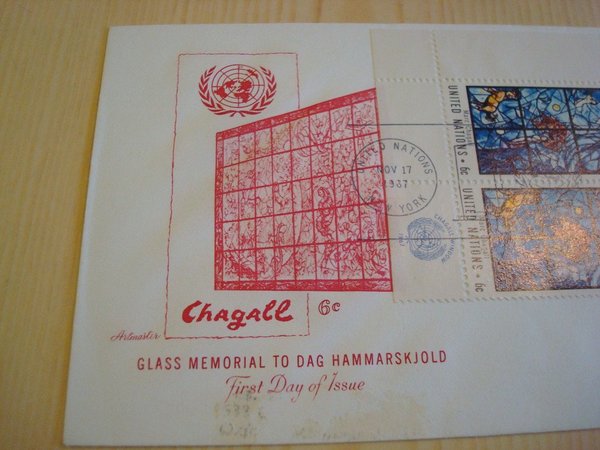 Chagall 6c
Artmaster
GLASS MEMORIAL TO DAG HAMMARSKJOLD
First Day of Issue
UNITED NATIONS
NOV 17
1967
YORK
UNITED NATIONS • 6c
UNITED NATIONS • 6c